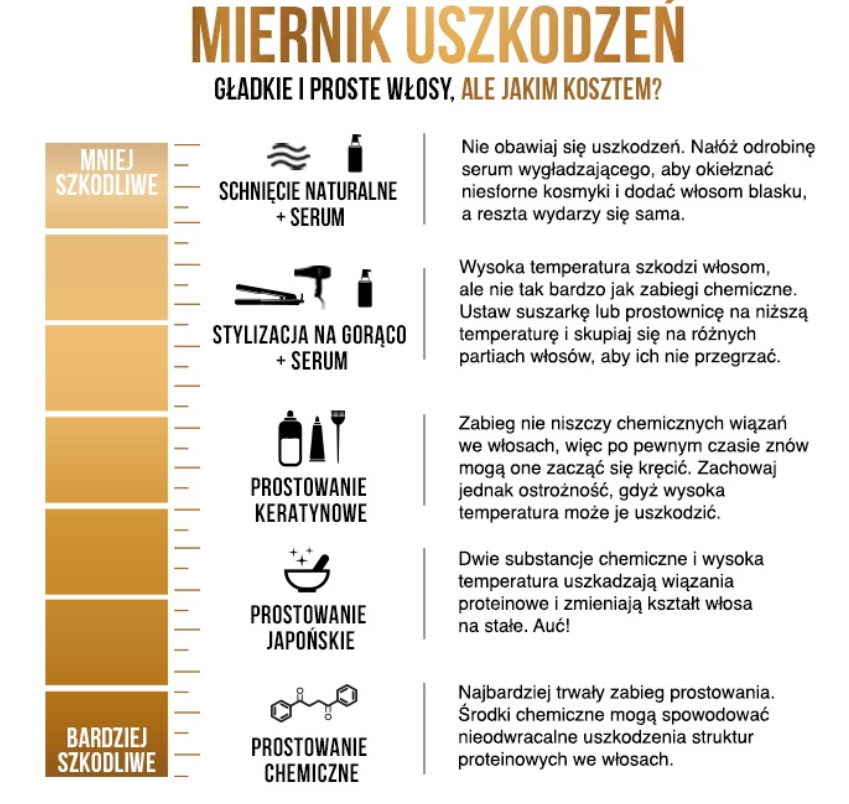 MIERNIK USZKODZEŃ
GŁADKIE I PROSTE WŁOSY, ALE JAKIM KOSZTEM?
MNIEJ
SZKODLIWE
SCHNIĘCIE NATURALNE
+ SERUM
Nie obawiaj się uszkodzeń. Nałóż odrobinę
serum wygładzającego, aby okiełznać
niesforne kosmyki i dodać włosom blasku,
a reszta wydarzy się sama.
STYLIZACJA NA GORĄCO
+ SERUM
Wysoka temperatura szkodzi włosom,
ale nie tak bardzo jak zabiegi chemiczne.
Ustaw suszarkę lub prostownicę na niższą
temperaturę i skupiaj się na różnych
partiach włosów, aby ich nie przegrzać.
PROSTOWANIE
KERATYNOWE
Zabieg nie niszczy chemicznych wiązań
we włosach, więc po pewnym czasie znów
mogą one zacząć się kręcić. Zachowaj
jednak ostrożność, gdyż wysoka
temperatura może je uszkodzić.
PROSTOWANIE
JAPOŃSKIE
Dwie substancje chemiczne i wysoka
temperatura uszkadzają wiązania
proteinowe i zmieniają kształt włosa
na stałe. Auć!
BARDZIEJ
SZKODLIWE
PROSTOWANIE
CHEMICZNE
Najbardziej trwały zabieg prostowania.
Środki chemiczne mogą spowodować
nieodwracalne uszkodzenia struktur
proteinowych we włosach.